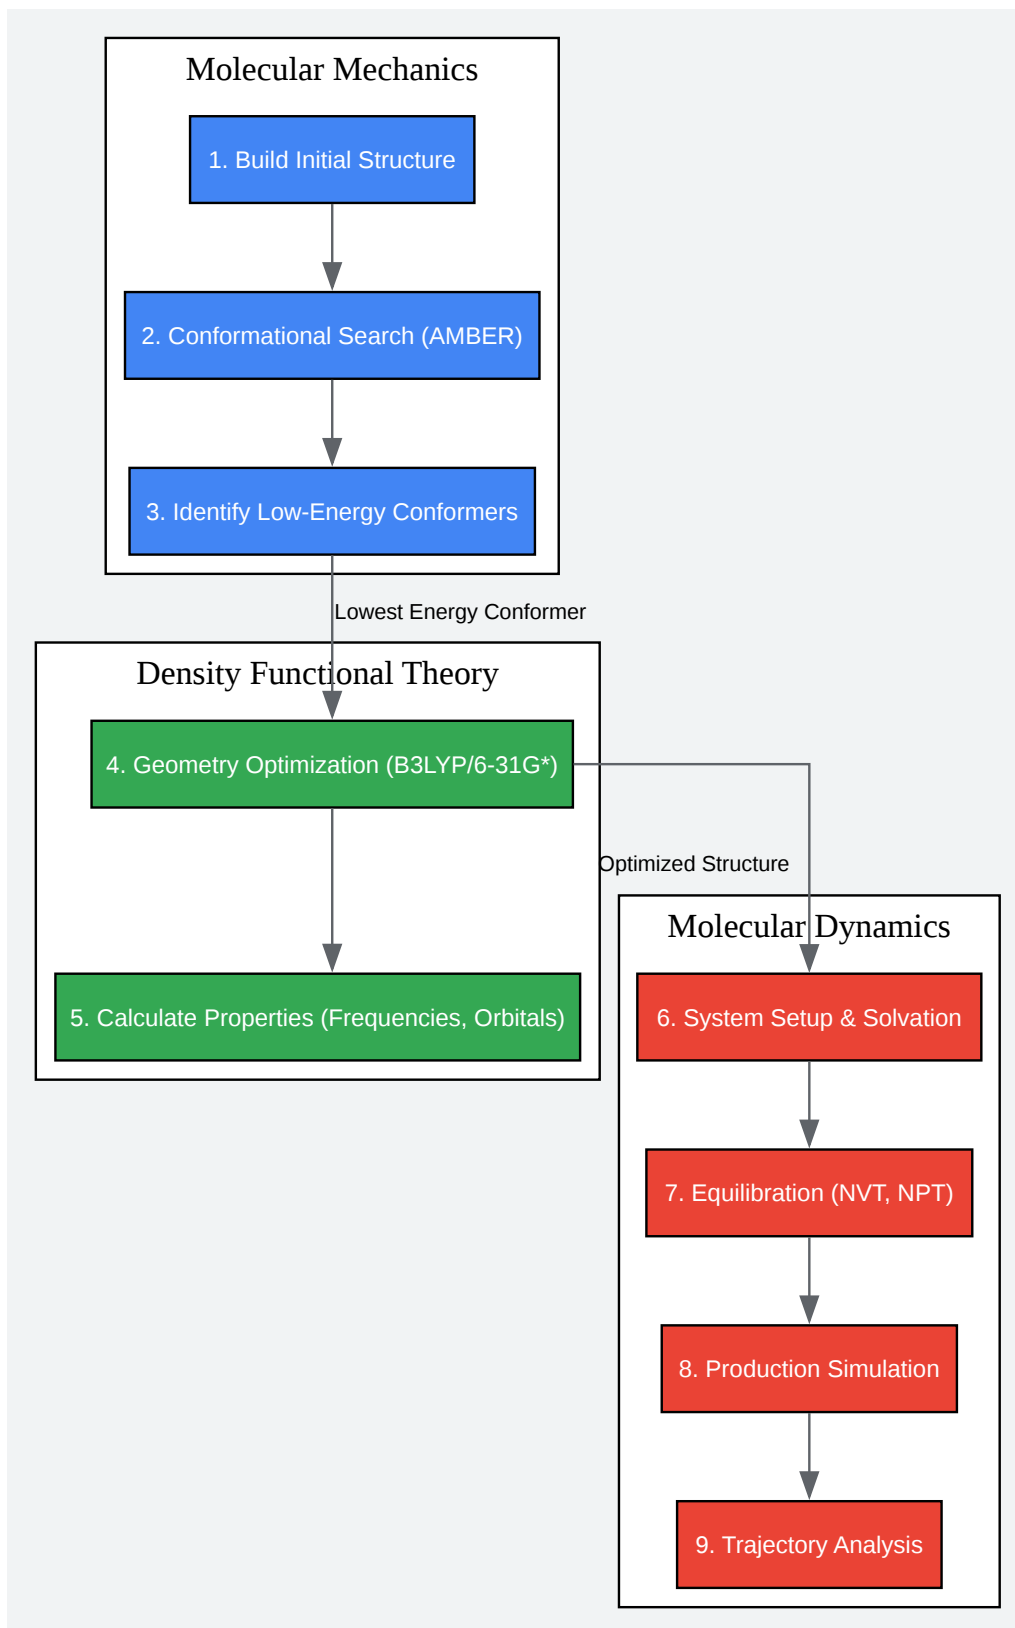 Molecular Mechanics
1. Build Initial Structure
2. Conformational Search (AMBER)
3. Identify Low-Energy Conformers
Lowest Energy Conformer
Density Functional Theory
4. Geometry Optimization (B3LYP/6-31G*)
Optimized Structure
5. Calculate Properties (Frequencies, Orbitals)
Molecular Dynamics
6. System Setup & Solvation
7. Equilibration (NVT, NPT)
8. Production Simulation
9. Trajectory Analysis